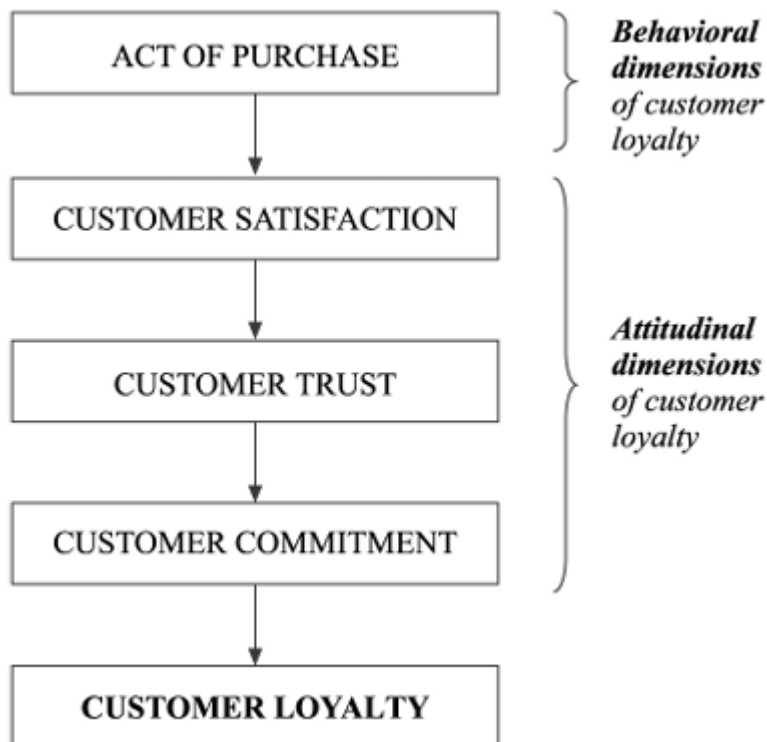 ACT OF PURCHASE
Behavioral
dimensions
of customer
loyalty
CUSTOMER SATISFACTION
CUSTOMER TRUST
Attitudinal
dimensions
of customer
loyalty
CUSTOMER COMMITMENT
CUSTOMER LOYALTY